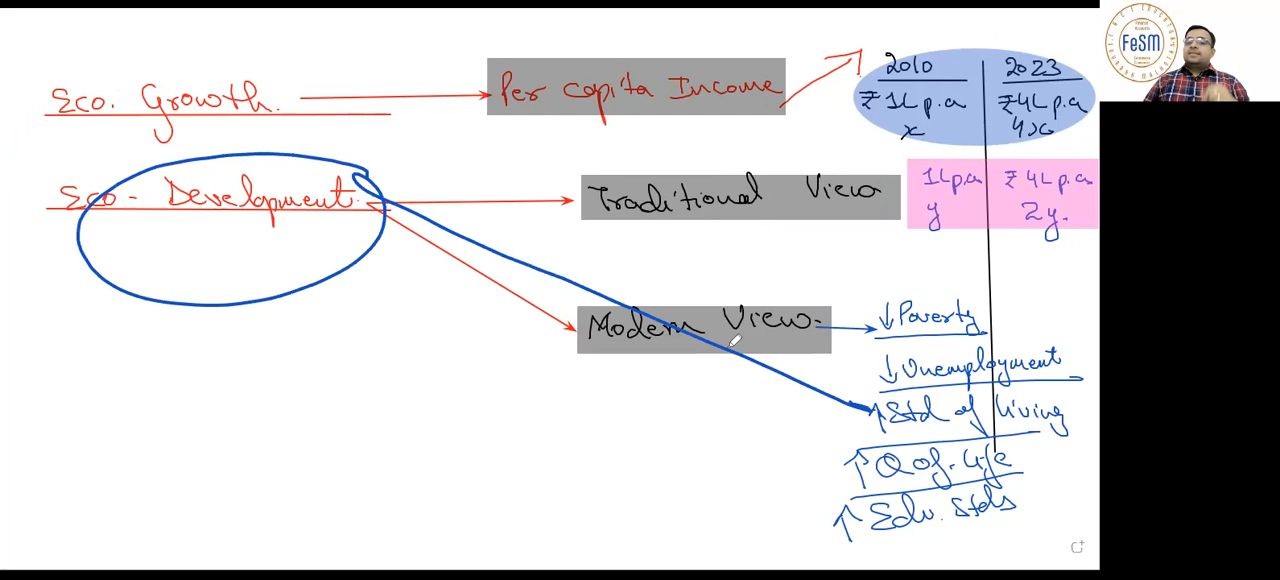 Eco. Growth.
Per capita Income
2010
2023
₹1L p.a
₹4L p.a
x
4x
Eco - Development.
Traditional View
1L p.a
₹4L p.a.
y
2y.
Modern View.
↓ Poverty
↓ Unemployment
↑ Std of living
↑ Q of. Life
↑ Edu. Stds
FeSM